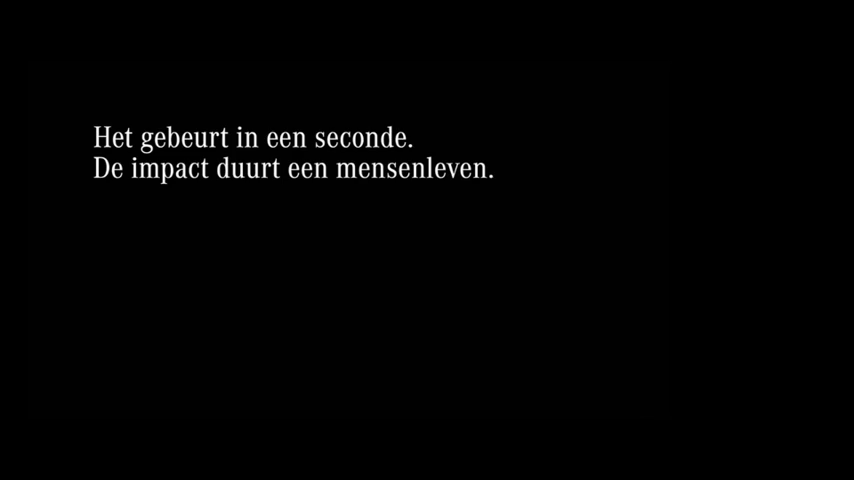 Het gebeurt in een seconde.
De impact duurt een mensenleven.